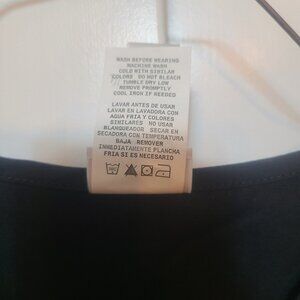 WASH BEFORE WEARING
MACHINE WASH
COLD WITH SIMILAR
COLORS DO NOT BLEACH
TUMBLE DRY LOW
REMOVE PROMPTLY
COOL IRON IF NEEDED
LAVAR ANTES DE USAR
LAVAR EN LAVADORA CON
AGUA FRIA Y COLORES
SIMILARES NO USAR
BLANQUEADOR SECAR EN
SECADORA CON TEMPERATURA
BAJA REMOVER
INMEDIATAMENTE PLANCHA
FRIA SI ES NECESARIO